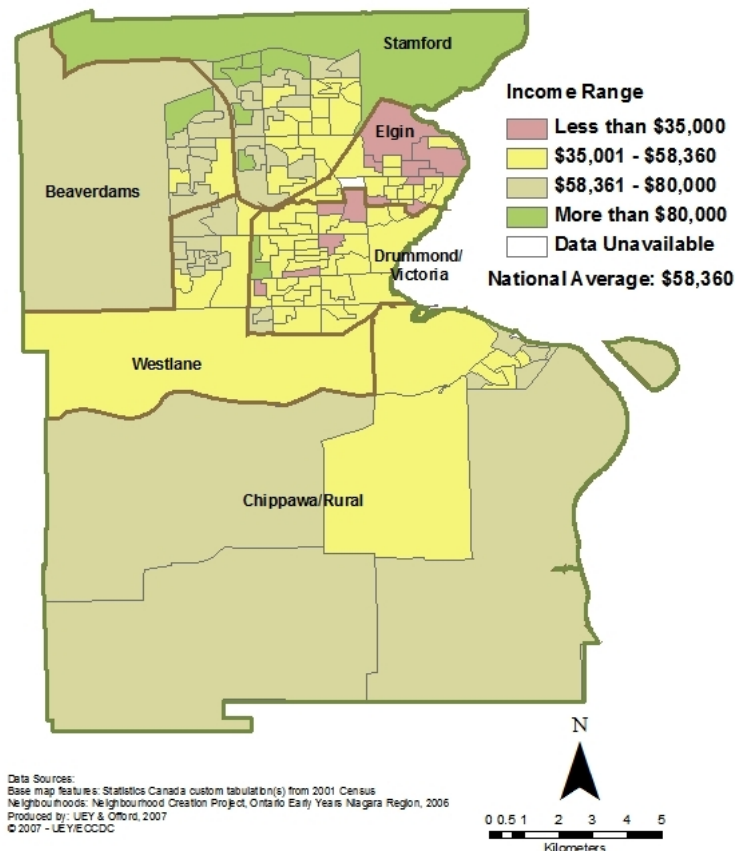 Stamford
Income Range
Less than $35,000
$35,001 - $58,360
$58,361 - $80,000
More than $80,000
Data Unavailable
National Average: $58,360
Elgin
Beaverdams
Drummond/
Victoria
Westlane
Chippawa/Rural
N
Data Sources:
Base map features: Statistics Canada custom tabulation(s) from 2001 Census
Neighbourhoods: Neighbourhood Creation Project, Ontario Early Years Niagara Region, 2006
Produced by: UEY & Offord, 2007
© 2007 - UEY/ECCDC
0 0.5 1 2 3 4 5
Kilometers